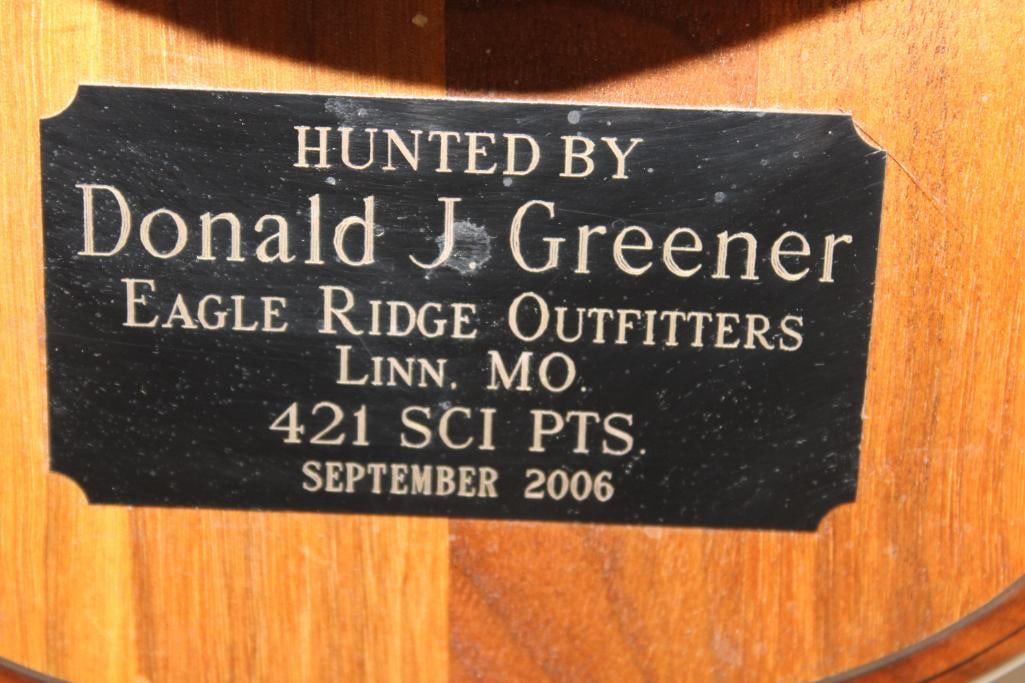 HUNTED BY
Donald J. Greener
EAGLE RIDGE OUTFITTERS
LINN, MO.
421 SCI PTS.
SEPTEMBER 2006